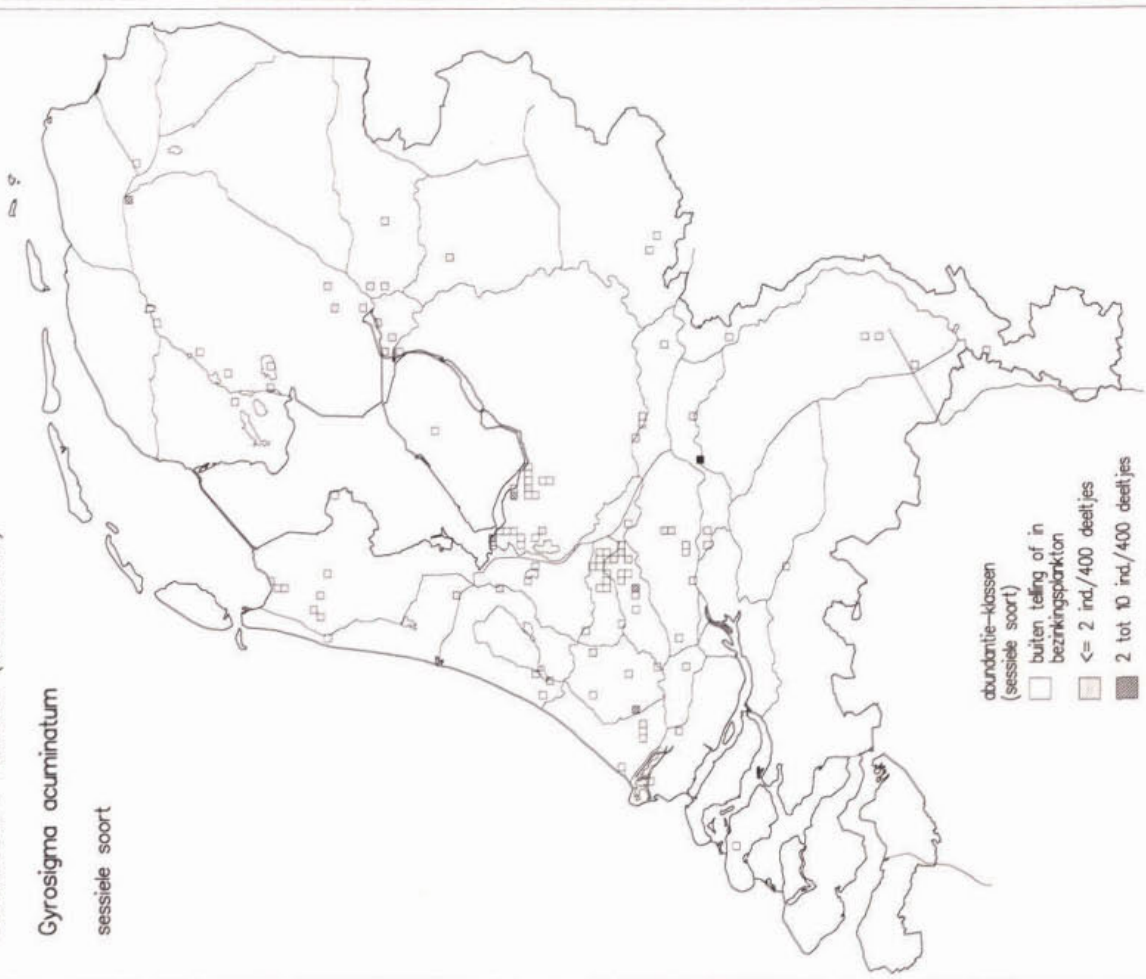 Gyrosigma acuminatum
sessiele soort
abundantie-klassen
(sessiele soort)
buiten telling of in
bezinkingsplankton
<= 2 ind./400 deeltjes
2 tot 10 ind./400 deeltjes